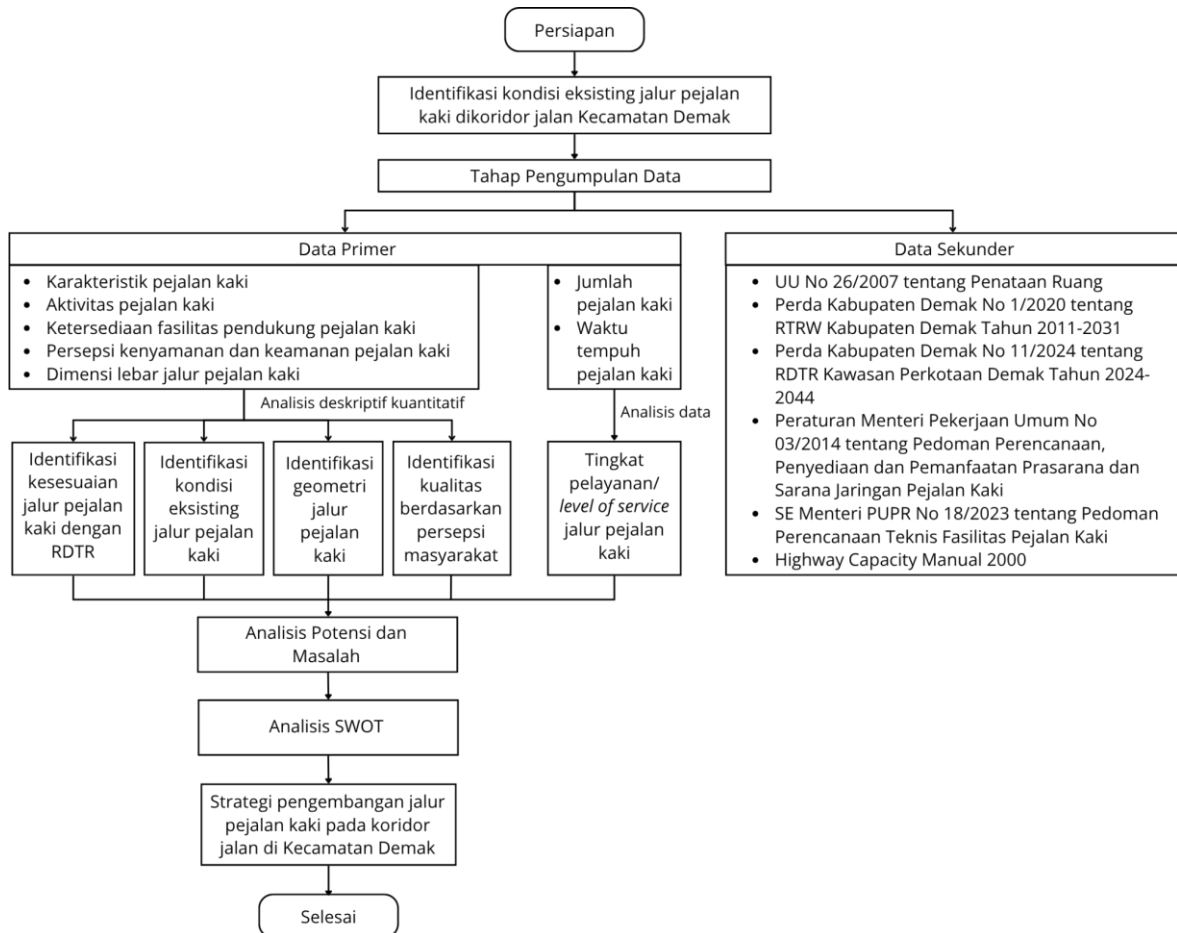 Persiapan
Identifikasi kondisi eksisting jalur pejalan
kaki dikoridor jalan Kecamatan Demak
Tahap Pengumpulan Data
Data Primer
• Karakteristik pejalan kaki
• Aktivitas pejalan kaki
• Ketersediaan fasilitas pendukung pejalan kaki
• Persepsi kenyamanan dan keamanan pejalan kaki
• Dimensi lebar jalur pejalan kaki
• Jumlah
pejalan kaki
• Waktu
tempuh
pejalan kaki
Data Sekunder
• UU No 26/2007 tentang Penataan Ruang
• Perda Kabupaten Demak No 1/2020 tentang
RTRW Kabupaten Demak Tahun 2011-2031
• Perda Kabupaten Demak No 11/2024 tentang
RDTR Kawasan Perkotaan Demak Tahun 2024-
2044
• Peraturan Menteri Pekerjaan Umum No
03/2014 tentang Pedoman Perencanaan,
Penyediaan dan Pemanfaatan Prasarana dan
Sarana Jaringan Pejalan Kaki
• SE Menteri PUPR No 18/2023 tentang Pedoman
Perencanaan Teknis Fasilitas Pejalan Kaki
• Highway Capacity Manual 2000
Analisis deskriptif kuantitatif
Analisis data
Identifikasi
kesesuaian
jalur pejalan
kaki dengan
RDTR
Identifikasi
kondisi
eksisting
jalur pejalan
kaki
Identifikasi
geometri
jalur
pejalan
kaki
Identifikasi
kualitas
berdasarkan
persepsi
masyarakat
Tingkat
pelayanan/
level of service
jalur pejalan
kaki
Analisis Potensi dan
Masalah
Analisis SWOT
Strategi pengembangan jalur
pejalan kaki pada koridor
jalan di Kecamatan Demak
Selesai